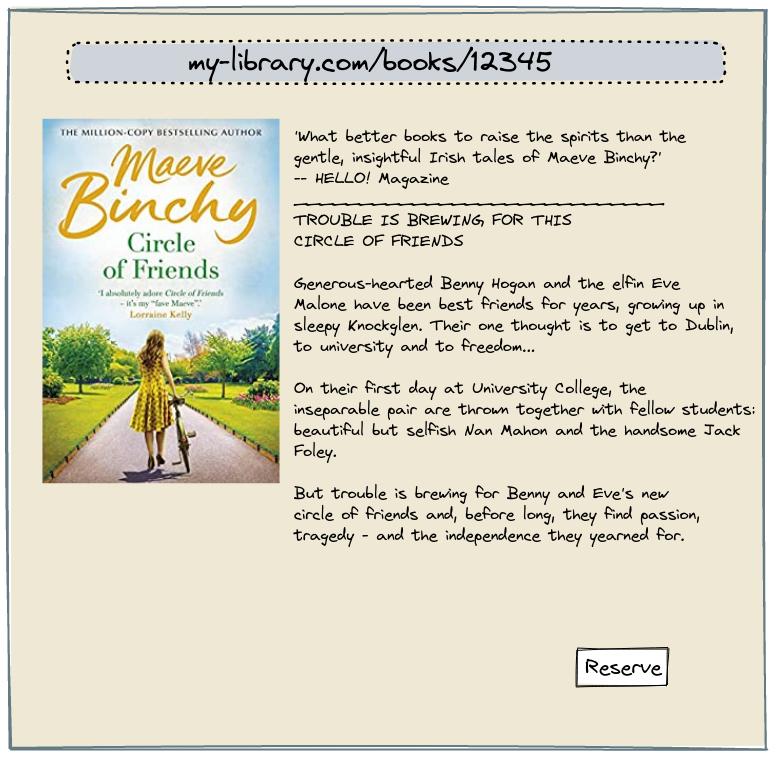 my-library.com/books/12345
THE MILLION-COPY BESTSELLING AUTHOR
Maeve
Binchy
Circle
of Friends
'I absolutely adore Circle of Friends
– it's my "fave Maeve".'
Lorraine Kelly
'What better books to raise the spirits than the
gentle, insightful Irish tales of Maeve Binchy?'
-- HELLO! Magazine
TROUBLE IS BREWING FOR THIS
CIRCLE OF FRIENDS
Generous-hearted Benny Hogan and the elfin Eve
Malone have been best friends for years, growing up in
sleepy Knockglen. Their one thought is to get to Dublin,
to university and to freedom...
On their first day at University College, the
inseparable pair are thrown together with fellow students:
beautiful but selfish Nan Mahon and the handsome Jack
Foley.
But trouble is brewing for Benny and Eve's new
circle of friends and, before long, they find passion,
tragedy - and the independence they yearned for.
Reserve